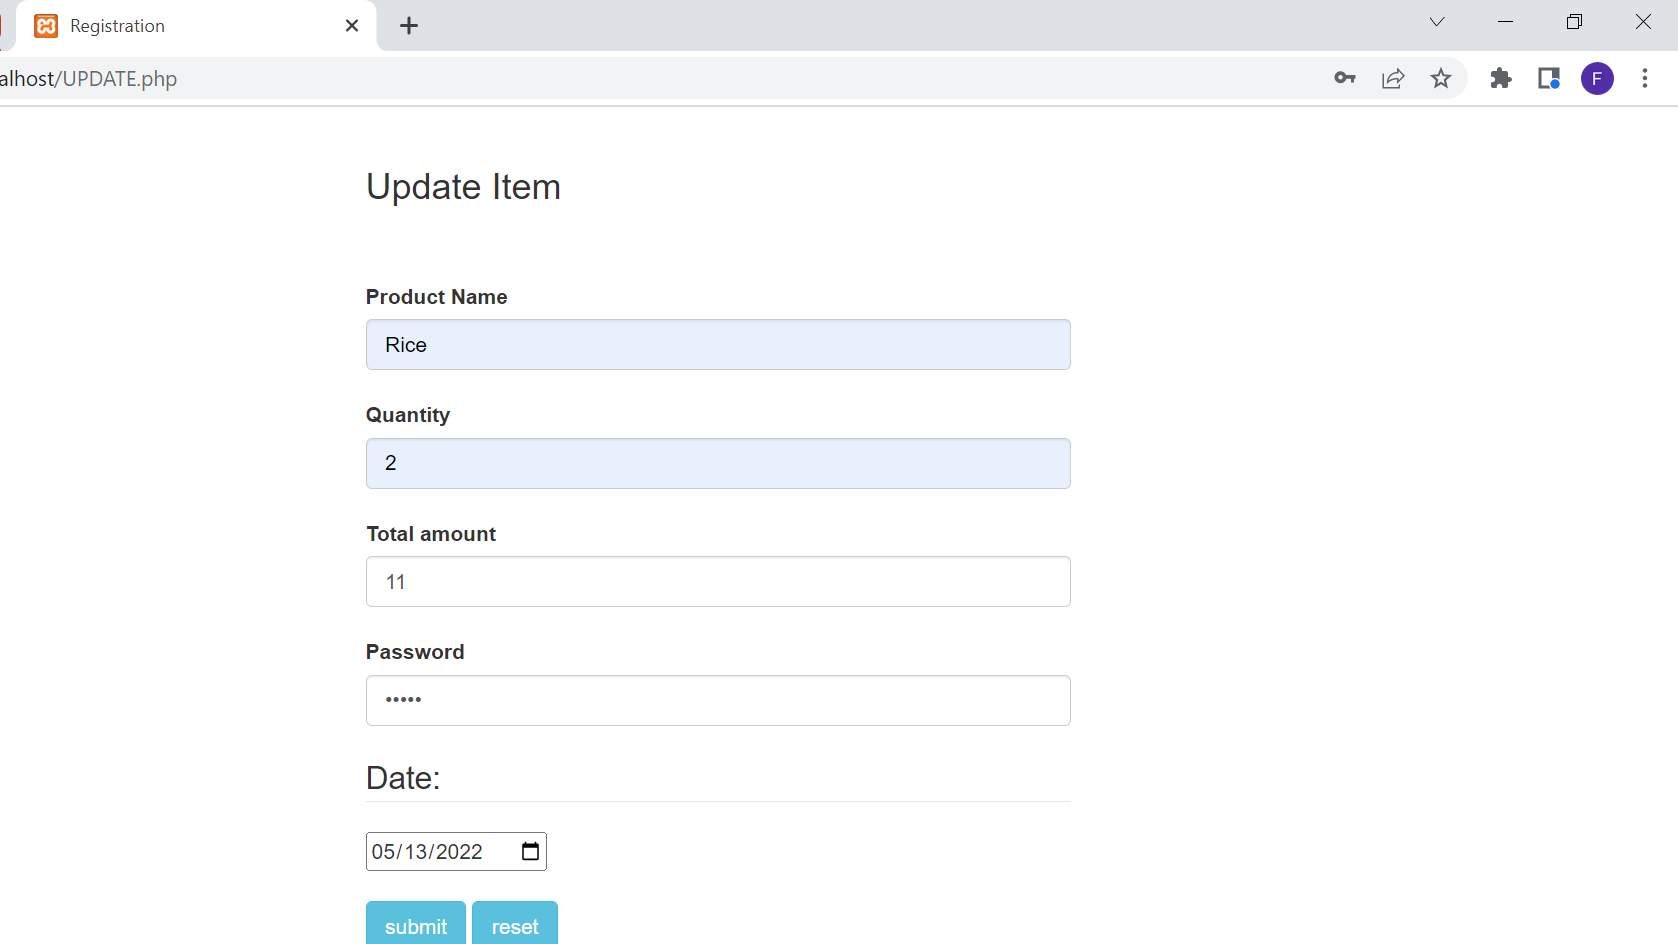 Registration
alhost/UPDATE.php
F
Update Item
Product Name
Rice
Quantity
2
Total amount
11
Password
•••••
Date:
05/13/2022
submit reset